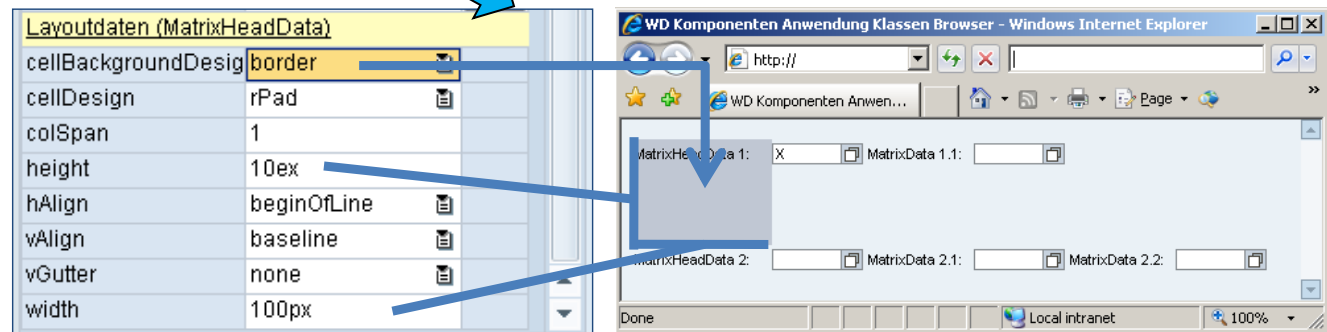 Layoutdaten (MatrixHeadData)
cellBackgroundDesig border
cellDesign rPad
colSpan 1
height 10ex
hAlign beginOfLine
vAlign baseline
vGutter none
width 100px
WD Komponenten Anwendung Klassen Browser - Windows Internet Explorer
http://
WD Komponenten Anwen...
Page
»
MatrixHeadData 1: X MatrixData 1.1:
MatrixHeadData 2: MatrixData 2.1: MatrixData 2.2:
Done Local intranet 100%